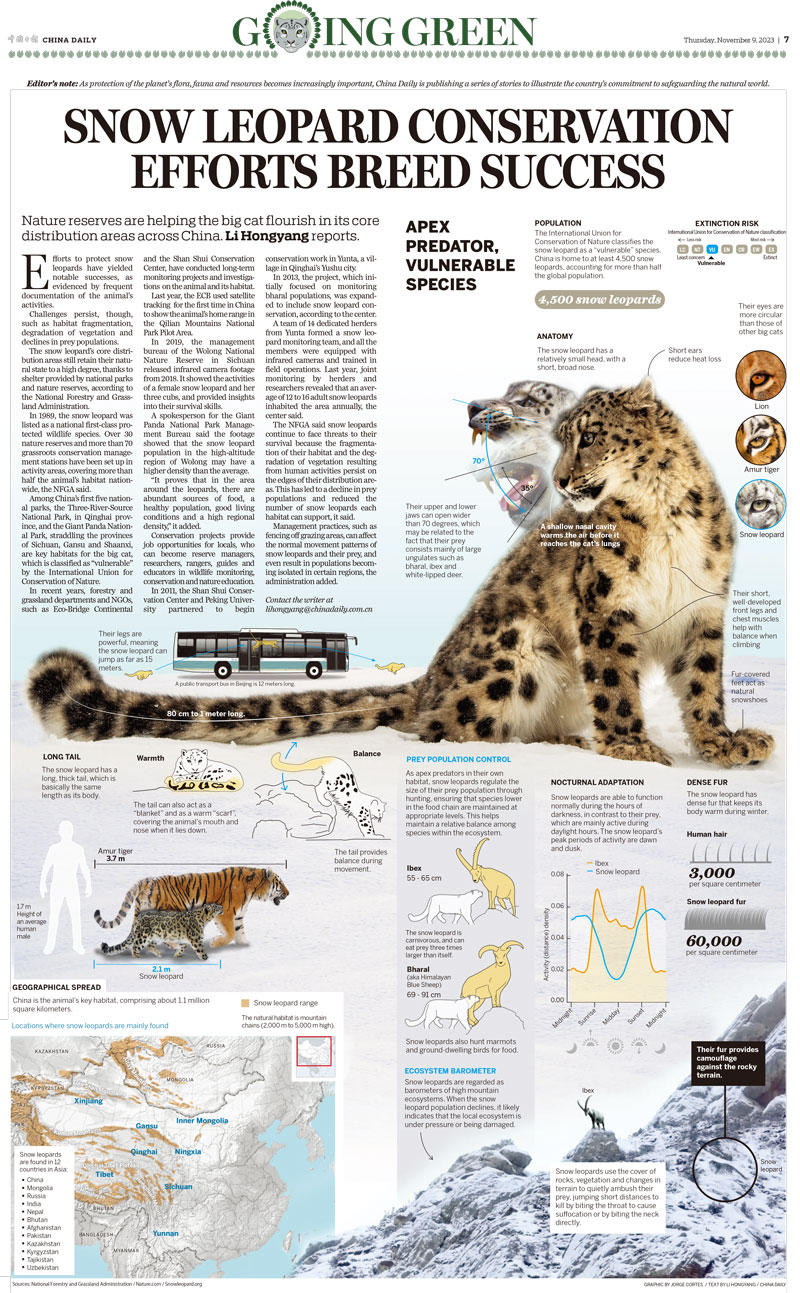 中国日报 CHINA DAILY
GOING GREEN
Thursday, November 9, 2023 | 7
Editor's note: As protection of the planet's flora, fauna and resources becomes increasingly important, China Daily is publishing a series of stories to illustrate the country's commitment to safeguarding the natural world.
SNOW LEOPARD CONSERVATION
EFFORTS BREED SUCCESS
Nature reserves are helping the big cat flourish in its core
distribution areas across China. Li Hongyang reports.
Efforts to protect snow
leopards have yielded
notable successes, as
evidenced by frequent
documentation of the animal's
activities.
Challenges persist, though,
such as habitat fragmentation,
degradation of vegetation and
declines in prey populations.
The snow leopard's core distri-
bution areas still retain their natu-
ral state to a high degree, thanks to
shelter provided by national parks
and nature reserves, according to
the National Forestry and Grass-
land Administration.
In 1989, the snow leopard was
listed as a national first-class pro-
tected wildlife species. Over 30
nature reserves and more than 70
grassroots conservation manage-
ment stations have been set up in
activity areas, covering more than
half the animal's habitat nation-
wide, the NFGA said.
Among China's first five nation-
al parks, the Three-River-Source
National Park, in Qinghai prov-
ince, and the Giant Panda Nation-
al Park, straddling the provinces
of Sichuan, Gansu and Shaanxi,
are key habitats for the big cat,
which is classified as "vulnerable"
by the International Union for
Conservation of Nature.
In recent years, forestry and
grassland departments and NGOs,
such as Eco-Bridge Continental
and the Shan Shui Conservation
Center, have conducted long-term
monitoring projects and investiga-
tions on the animal and its habitat.
Last year, the ECB used satellite
tracking for the first time in China
to show the animal's home range in
the Qilian Mountains National
Park Pilot Area.
In 2019, the management
bureau of the Wolong National
Nature Reserve in Sichuan
released infrared camera footage
from 2018. It showed the activities
of a female snow leopard and her
three cubs, and provided insights
into their survival skills.
A spokesperson for the Giant
Panda National Park Manage-
ment Bureau said the footage
showed that the snow leopard
population in the high-altitude
region of Wolong may have a
higher density than the average.
"It proves that in the area
around the leopards, there are
abundant sources of food, a
healthy population, good living
conditions and a high regional
density," it added.
Conservation projects provide
job opportunities for locals, who
can become reserve managers,
researchers, rangers, guides and
educators in wildlife monitoring,
conservation and nature education.
In 2011, the Shan Shui Conser-
vation Center and Peking Univer-
sity partnered to begin
conservation work in Yunta, a vil-
lage in Qinghai's Yushu city.
In 2013, the project, which ini-
tially focused on monitoring
bharal populations, was expand-
ed to include snow leopard con-
servation, according to the center.
A team of 14 dedicated herders
from Yunta formed a snow leo-
pard monitoring team, and all the
members were equipped with
infrared cameras and trained in
field operations. Last year, joint
monitoring by herders and
researchers revealed that an aver-
age of 12 to 16 adult snow leopards
inhabited the area annually, the
center said.
The NFGA said snow leopards
continue to face threats to their
survival because the fragmenta-
tion of their habitat and the deg-
radation of vegetation resulting
from human activities persist on
the edges of their distribution are-
as. This has led to a decline in prey
populations and reduced the
number of snow leopards each
habitat can support, it said.
Management practices, such as
fencing off grazing areas, can affect
the normal movement patterns of
snow leopards and their prey, and
even result in populations becom-
ing isolated in certain regions, the
administration added.
Contact the writer at
lihongyang@chinadaily.com.cn
APEX
PREDATOR,
VULNERABLE
SPECIES
POPULATION
The International Union for
Conservation of Nature classifies the
snow leopard as a "vulnerable" species.
China is home to at least 4,500 snow
leopards, accounting for more than half
the global population.
4,500 snow leopards
EXTINCTION RISK
International Union for Conservation of Nature classification
Less risk Most risk
LC NT VU EN CR EW EX
Least concern Extinct
Vulnerable
ANATOMY
The snow leopard has a
relatively small head, with a
short, broad nose.
Short ears
reduce heat loss
Their eyes are
more circular
than those of
other big cats
Lion
Amur tiger
Snow leopard
70°
35°
Their upper and lower
jaws can open wider
than 70 degrees, which
may be related to the
fact that their prey
consists mainly of large
ungulates such as
bharal, ibex and
white-lipped deer.
A shallow nasal cavity
warms the air before it
reaches the cat's lungs
Their short,
well-developed
front legs and
chest muscles
help with
balance when
climbing
Fur-covered
feet act as
natural
snowshoes
Their legs are
powerful, meaning
the snow leopard can
jump as far as 15
meters.
A public transport bus in Beijing is 12 meters long.
80 cm to 1 meter long.
LONG TAIL
The snow leopard has a
long, thick tail, which is
basically the same
length as its body.
Warmth
The tail can also act as a
"blanket" and as a warm "scarf",
covering the animal's mouth and
nose when it lies down.
Balance
The tail provides
balance during
movement.
1.7 m
Height of
an average
human
male
Amur tiger
3.7 m
2.1 m
Snow leopard
PREY POPULATION CONTROL
As apex predators in their own
habitat, snow leopards regulate the
size of their prey population through
hunting, ensuring that species lower
in the food chain are maintained at
appropriate levels. This helps
maintain a relative balance among
species within the ecosystem.
Ibex
55 - 65 cm
The snow leopard is
carnivorous, and can
eat prey three times
larger than itself.
Bharal
(aka Himalayan
Blue Sheep)
69 - 91 cm
Snow leopards also hunt marmots
and ground-dwelling birds for food.
ECOSYSTEM BAROMETER
Snow leopards are regarded as
barometers of high mountain
ecosystems. When the snow
leopard population declines, it likely
indicates that the local ecosystem is
under pressure or being damaged.
NOCTURNAL ADAPTATION
Snow leopards are able to function
normally during the hours of
darkness, in contrast to their prey,
which are mainly active during
daylight hours. The snow leopard's
peak periods of activity are dawn
and dusk.
Ibex
Snow leopard
Activity (distance) density
0.08
0.06
0.04
0.02
0.00
Midnight
Sunrise
Midday
Sunset
Midnight
DENSE FUR
The snow leopard has
dense fur that keeps its
body warm during winter.
Human hair
3,000
per square centimeter
Snow leopard fur
60,000
per square centimeter
GEOGRAPHICAL SPREAD
China is the animal's key habitat, comprising about 1.1 million
square kilometers.
Locations where snow leopards are mainly found
Snow leopard range
The natural habitat is mountain
chains (2,000 m to 5,000 m high).
KAZAKHSTAN
RUSSIA
MONGOLIA
KYRGYZSTAN
Xinjiang
Gansu
Inner Mongolia
Qinghai
Ningxia
Tibet
Sichuan
BHUTAN
BANGLADESH
Yunnan
MYANMAR
Snow leopards
are found in 12
countries in Asia:
• China
• Mongolia
• Russia
• India
• Nepal
• Bhutan
• Afghanistan
• Pakistan
• Kazakhstan
• Kyrgyzstan
• Tajikistan
• Uzbekistan
Their fur provides
camouflage
against the rocky
terrain.
Ibex
Snow
leopard
Snow leopards use the cover of
rocks, vegetation and changes in
terrain to quietly ambush their
prey, jumping short distances to
kill by biting the throat to cause
suffocation or by biting the neck
directly.
Sources: National Forestry and Grassland Administration / Nature.com / Snowleopard.org
GRAPHIC BY JORGE CORTES / TEXT BY LI HONGYANG / CHINA DAILY